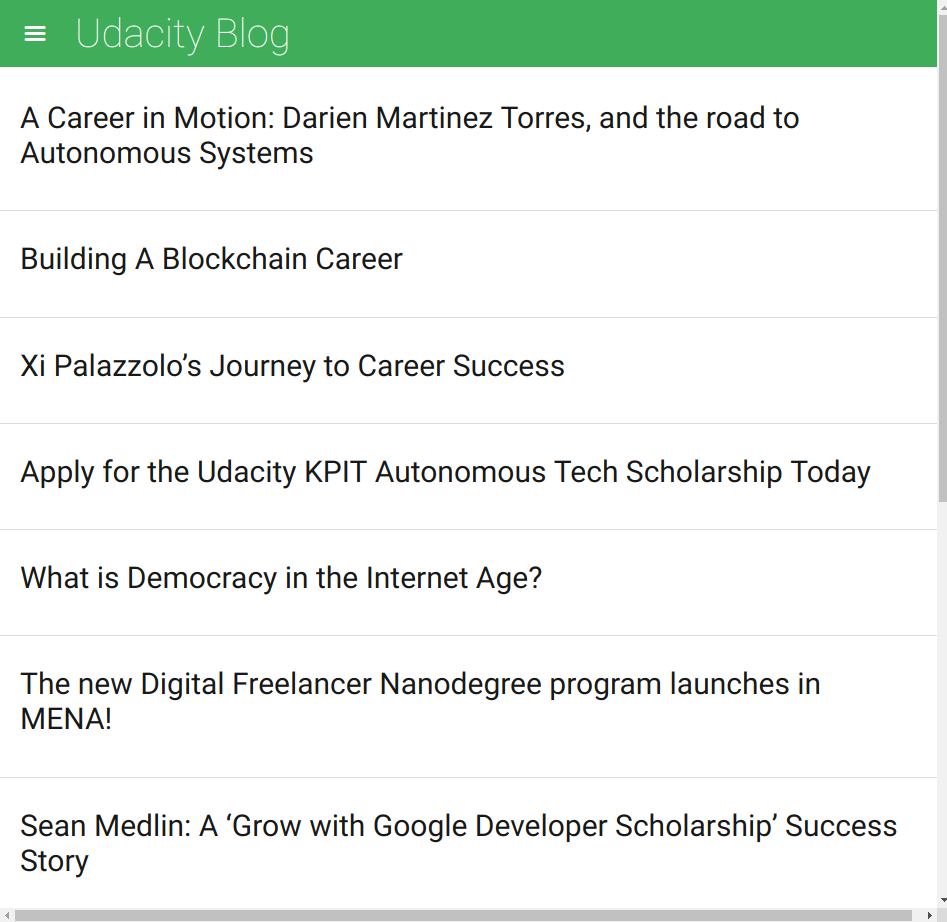 Udacity Blog
A Career in Motion: Darien Martinez Torres, and the road to
Autonomous Systems
Building A Blockchain Career
Xi Palazzolo’s Journey to Career Success
Apply for the Udacity KPIT Autonomous Tech Scholarship Today
What is Democracy in the Internet Age?
The new Digital Freelancer Nanodegree program launches in
MENA!
Sean Medlin: A ‘Grow with Google Developer Scholarship’ Success
Story